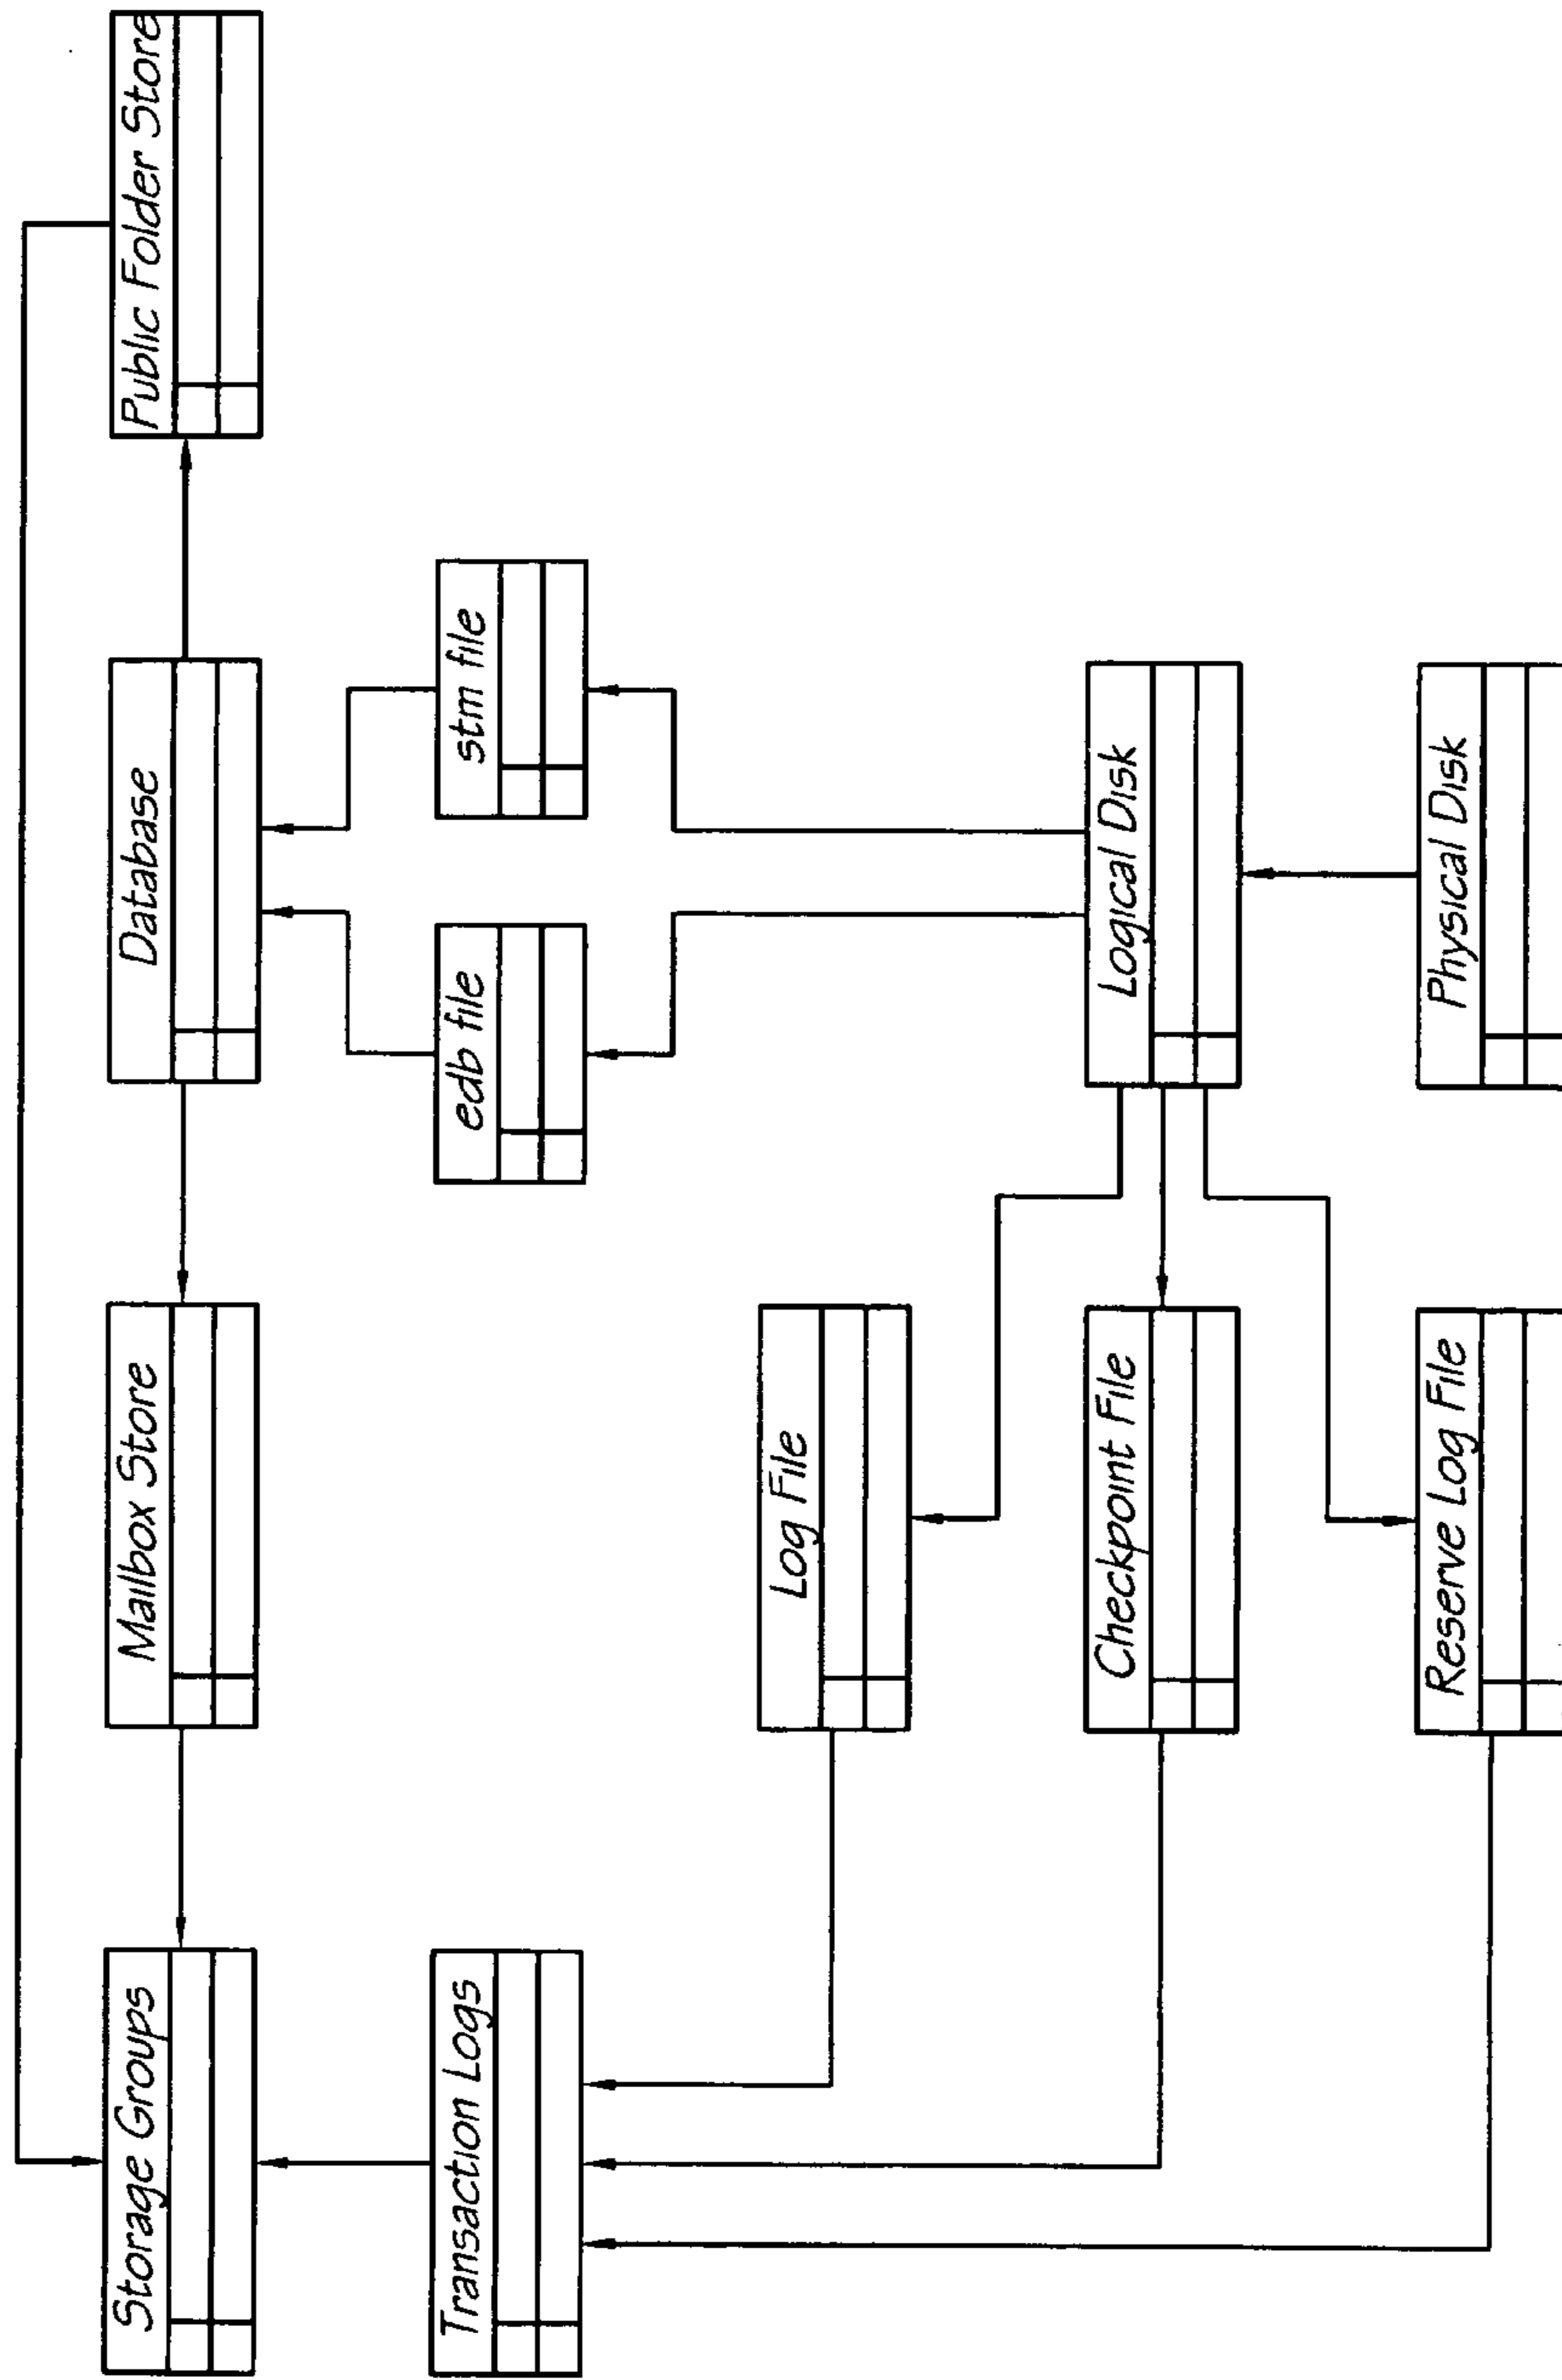 Storage Groups
Mailbox Store
Database
Public Folder Store
Transaction Logs
edb file
stm file
Log File
Checkpoint File
Logical Disk
Reserve Log File
Physical Disk